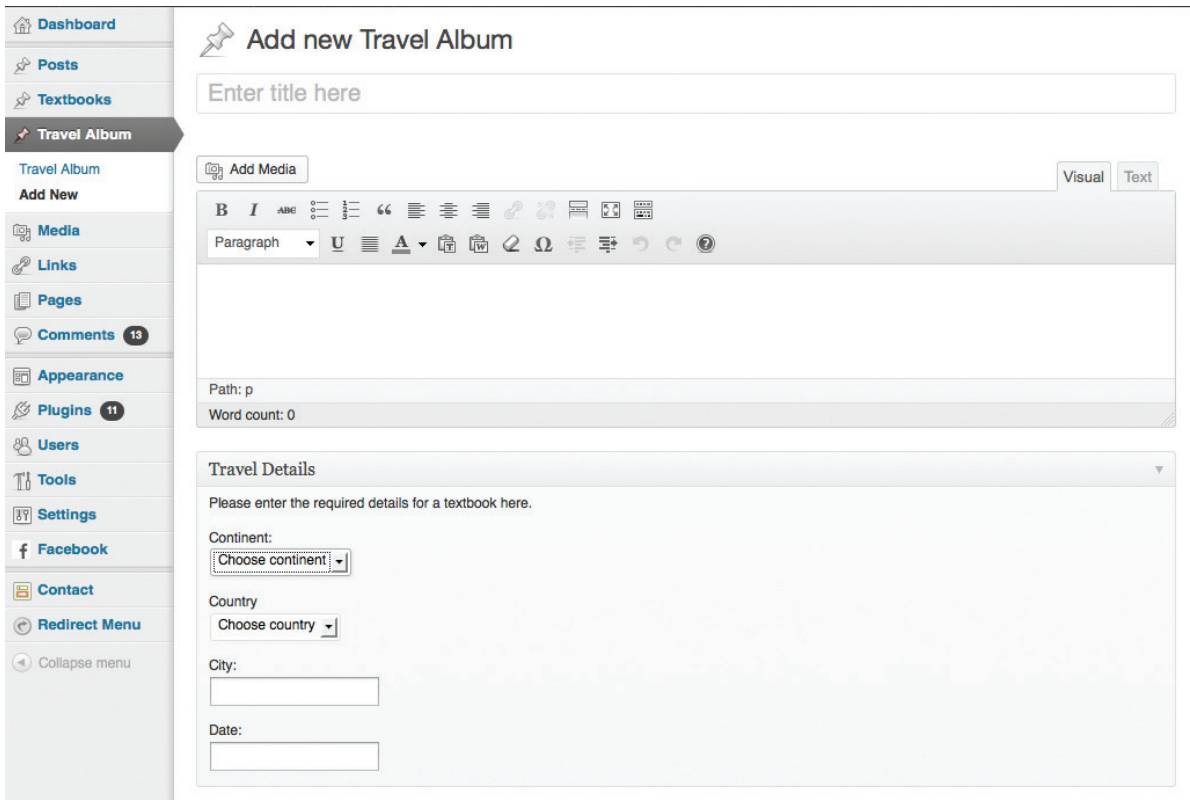 Dashboard
Posts
Textbooks
Travel Album
Travel Album
Add New
Media
Links
Pages
Comments 13
Appearance
Plugins 11
Users
Tools
Settings
Facebook
Contact
Redirect Menu
Collapse menu
Add new Travel Album
Enter title here
Add Media
Visual Text
B I ABC
Paragraph U A T W Ω
Path: p
Word count: 0
Travel Details
Please enter the required details for a textbook here.
Continent:
Choose continent
Country
Choose country
City:
Date: